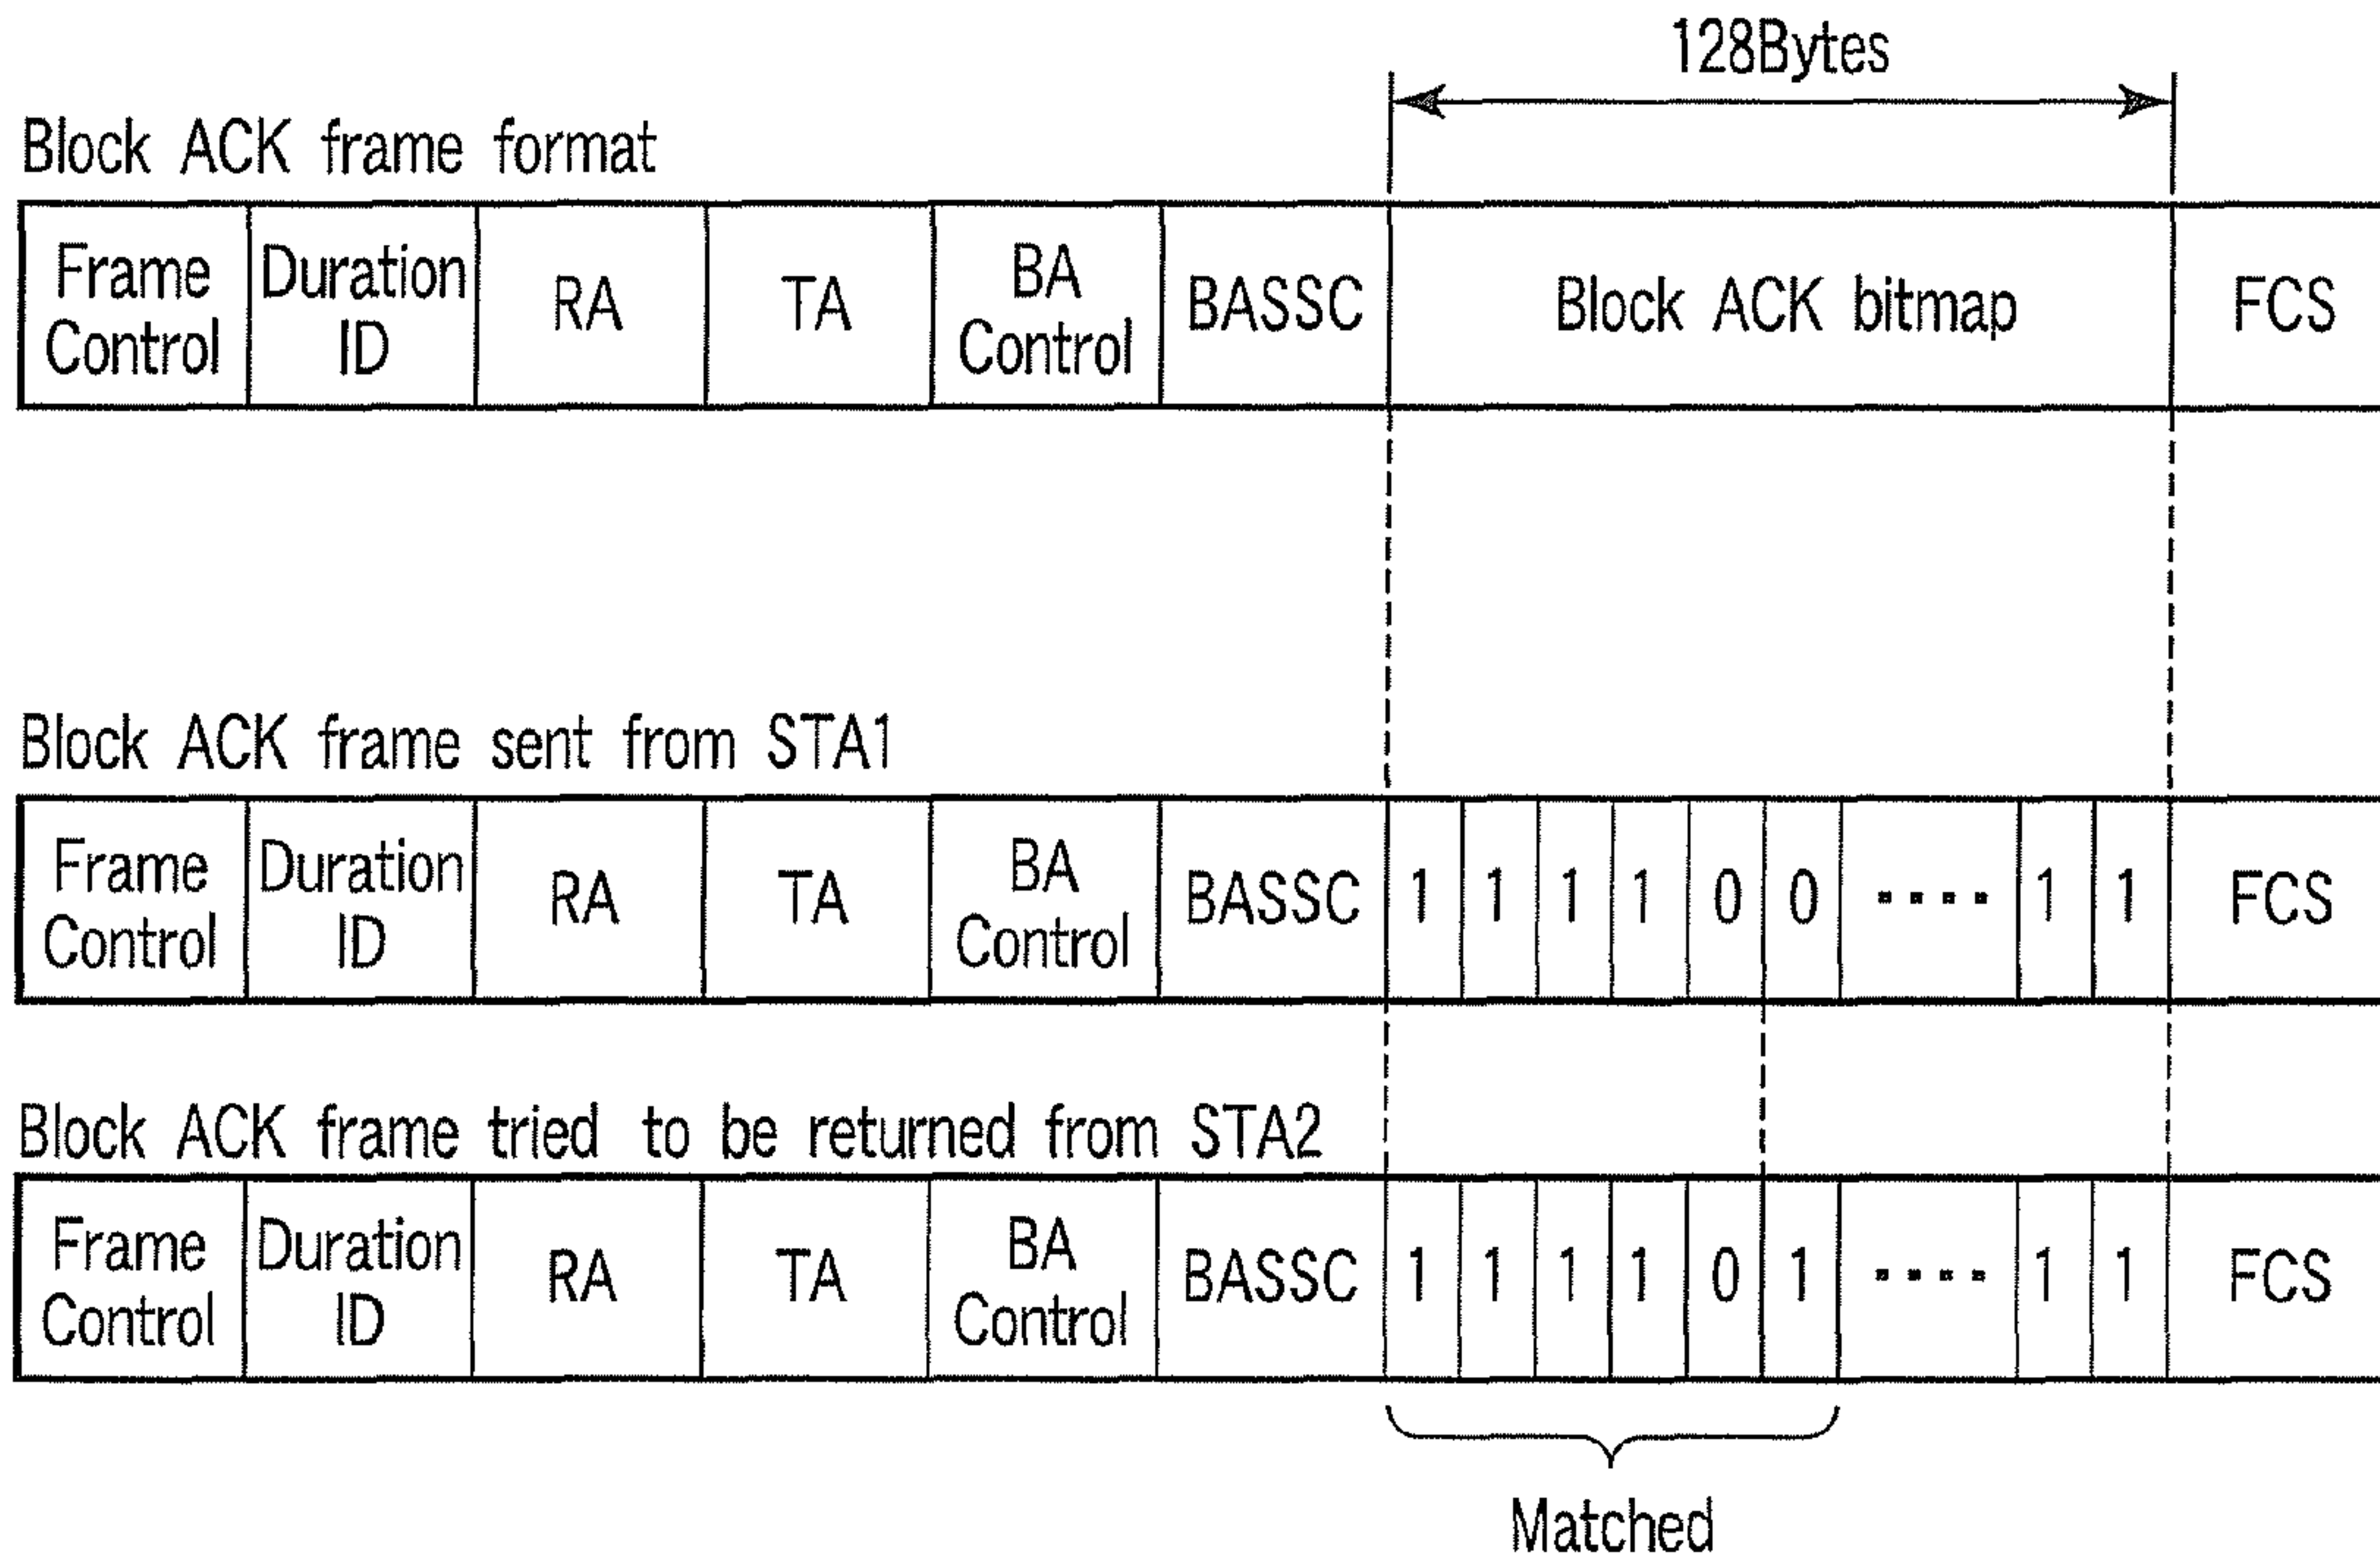 128Bytes
Block ACK frame format
Frame Control Duration ID RA TA BA Control BASSC Block ACK bitmap FCS
Block ACK frame sent from STA1
Frame Control Duration ID RA TA BA Control BASSC 1 1 1 1 0 0 ···· 1 1 FCS
Block ACK frame tried to be returned from STA2
Frame Control Duration ID RA TA BA Control BASSC 1 1 1 1 0 1 ···· 1 1 FCS
Matched